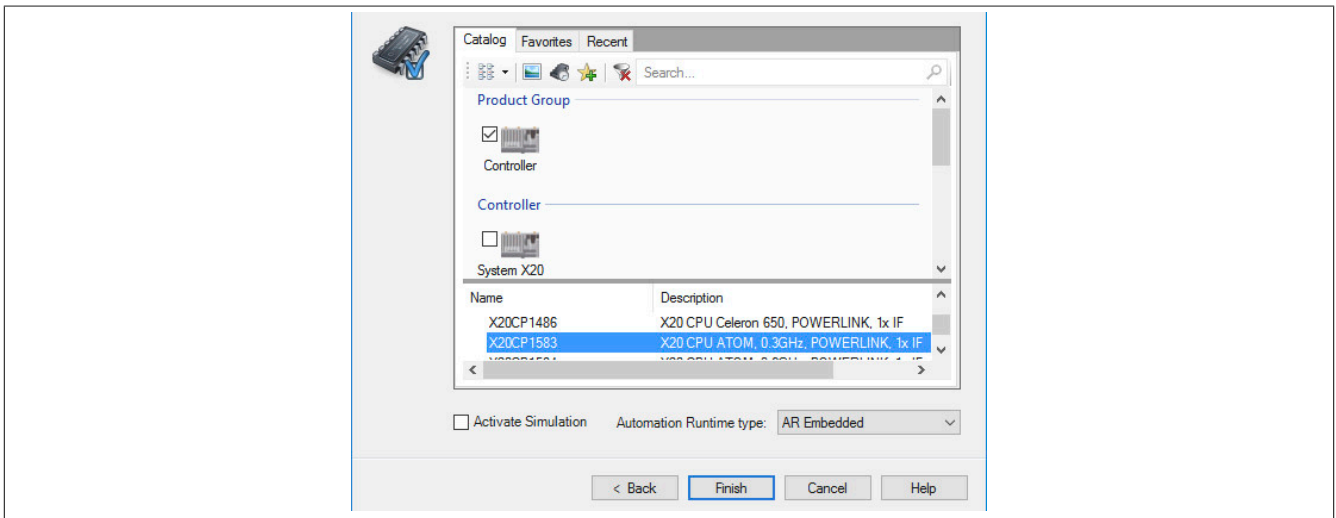 Catalog Favorites Recent
Search...
Product Group
Controller
Controller
System X20
Name Description
X20CP1486 X20 CPU Celeron 650, POWERLINK, 1x IF
X20CP1583 X20 CPU ATOM, 0.3GHz, POWERLINK, 1x IF
Activate Simulation Automation Runtime type: AR Embedded
< Back Finish Cancel Help